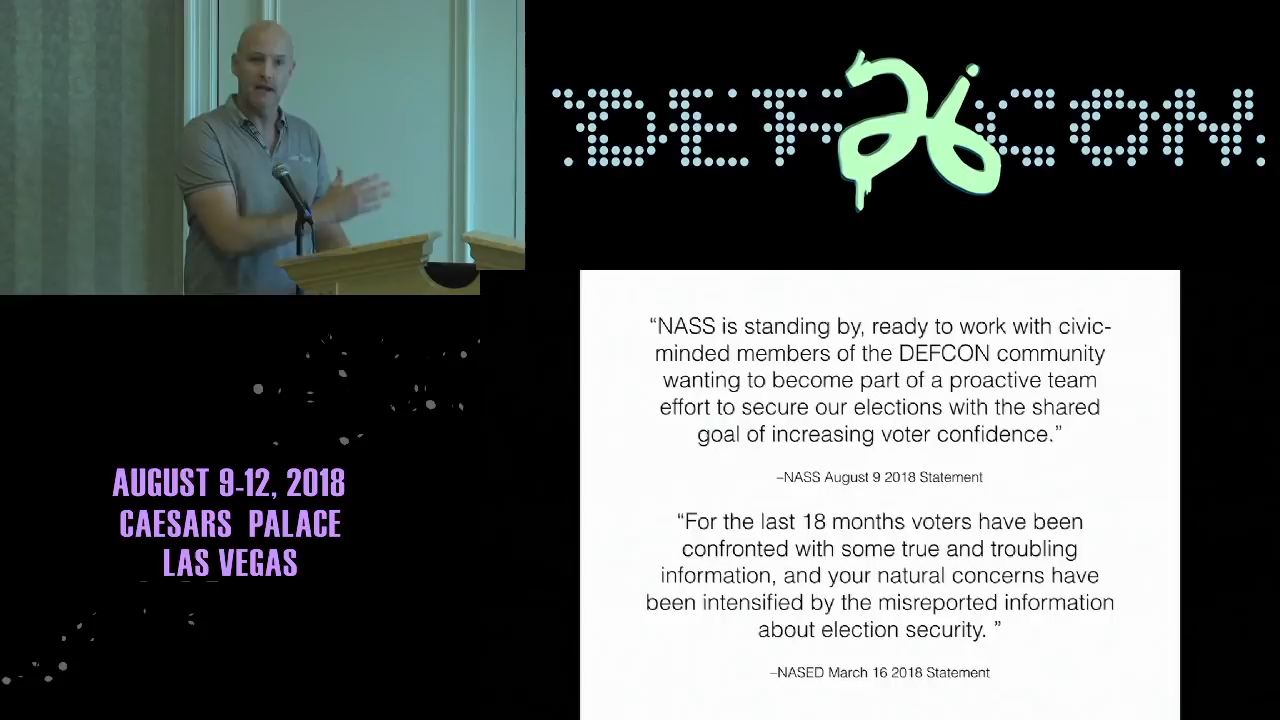 DEFCON
26
AUGUST 9-12, 2018
CAESARS PALACE
LAS VEGAS
“NASS is standing by, ready to work with civic-
minded members of the DEFCON community
wanting to become part of a proactive team
effort to secure our elections with the shared
goal of increasing voter confidence.”
–NASS August 9 2018 Statement
“For the last 18 months voters have been
confronted with some true and troubling
information, and your natural concerns have
been intensified by the misreported information
about election security. ”
–NASED March 16 2018 Statement